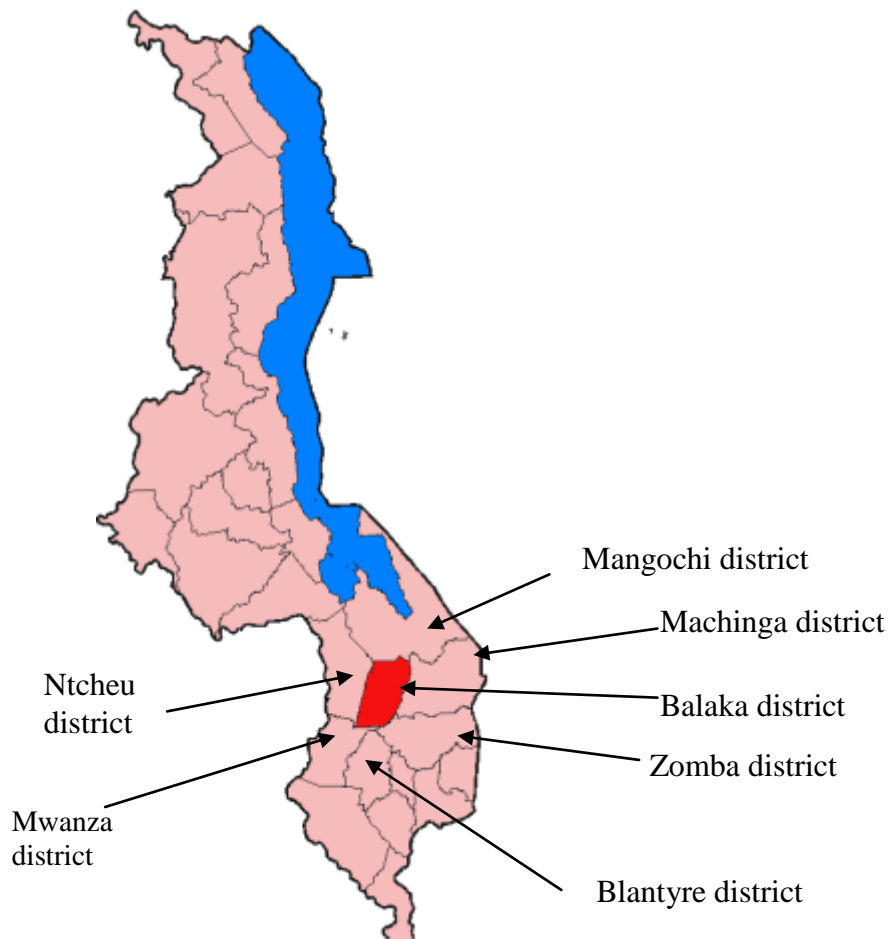 Mangochi district
Machinga district
Ntcheu
district
Balaka district
Zomba district
Mwanza
district
Blantyre district